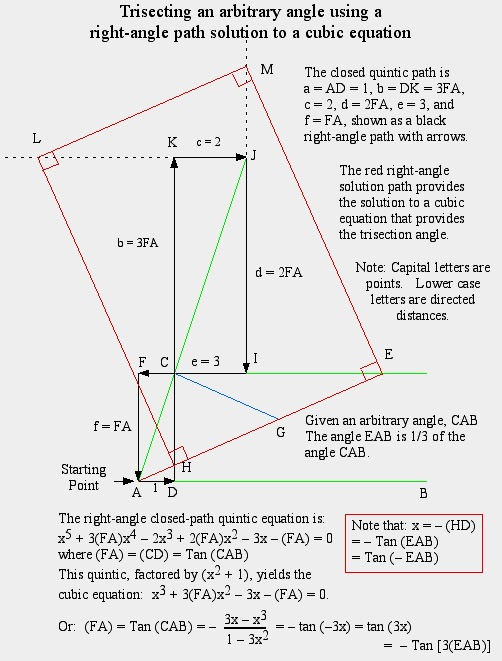 Trisecting an arbitrary angle using a
right-angle path solution to a cubic equation
M
The closed quintic path is
a = AD = 1, b = DK = 3FA,
c = 2, d = 2FA, e = 3, and
f = FA, shown as a black
right-angle path with arrows.
L
K
c = 2
J
The red right-angle
solution path provides
the solution to a cubic
equation that provides
the trisection angle.
b = 3FA
d = 2FA
Note: Capital letters are
points. Lower case
letters are directed
distances.
F
C
e = 3
I
E
f = FA
G
Given an arbitrary angle, CAB
The angle EAB is 1/3 of the
angle CAB.
H
Starting
Point
A
1
D
B
The right-angle closed-path quintic equation is:
x⁵ + 3(FA)x⁴ – 2x³ + 2(FA)x² – 3x – (FA) = 0
where (FA) = (CD) = Tan (CAB)
This quintic, factored by (x² + 1), yields the
cubic equation: x³ + 3(FA)x² – 3x – (FA) = 0.
Note that: x = – (HD)
= – Tan (EAB)
= Tan (– EAB)
Or: (FA) = Tan (CAB) = – 3x – x³ / 1 – 3x² = – tan (–3x) = tan (3x)
= – Tan [3(EAB)]